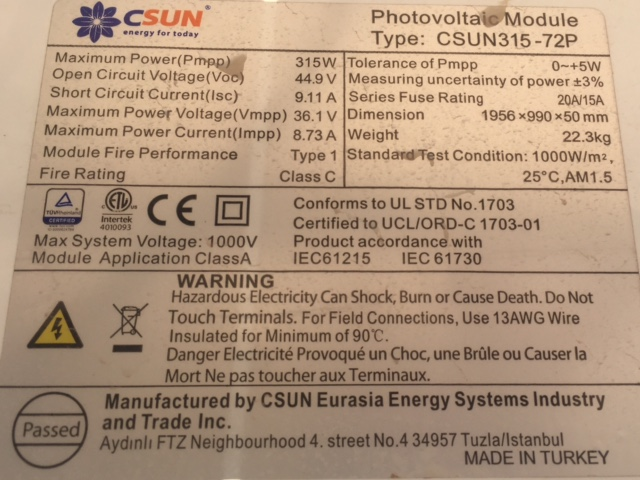 CSUN
energy for today
Photovoltaic Module
Type: CSUN315-72P
Maximum Power(Pmpp) 315W
Open Circuit Voltage(Voc) 44.9 V
Short Circuit Current(Isc) 9.11 A
Maximum Power Voltage(Vmpp) 36.1 V
Maximum Power Current(Impp) 8.73 A
Module Fire Performance Type 1
Fire Rating Class C
Tolerance of Pmpp 0~+5W
Measuring uncertainty of power ±3%
Series Fuse Rating 20A/15A
Dimension 1956×990×50mm
Weight 22.3kg
Standard Test Condition: 1000W/m²,
25°C,AM1.5
TÜVRheinland
CERTIFIED
ETL
Intertek
4010093
CE
Max System Voltage: 1000V
Module Application ClassA
Conforms to UL STD No.1703
Certified to UCL/ORD-C 1703-01
Product accordance with
IEC61215 IEC 61730
WARNING
Hazardous Electricity Can Shock, Burn or Cause Death. Do Not
Touch Terminals. For Field Connections, Use 13AWG Wire
Insulated for Minimum of 90℃.
Danger Electricité Provoqué un Choc, une Brûle ou Causer la
Mort Ne pas toucher aux Terminaux.
Passed
Manufactured by CSUN Eurasia Energy Systems Industry
and Trade Inc.
Aydınlı FTZ Neighbourhood 4. street No.4 34957 Tuzla/Istanbul
MADE IN TURKEY